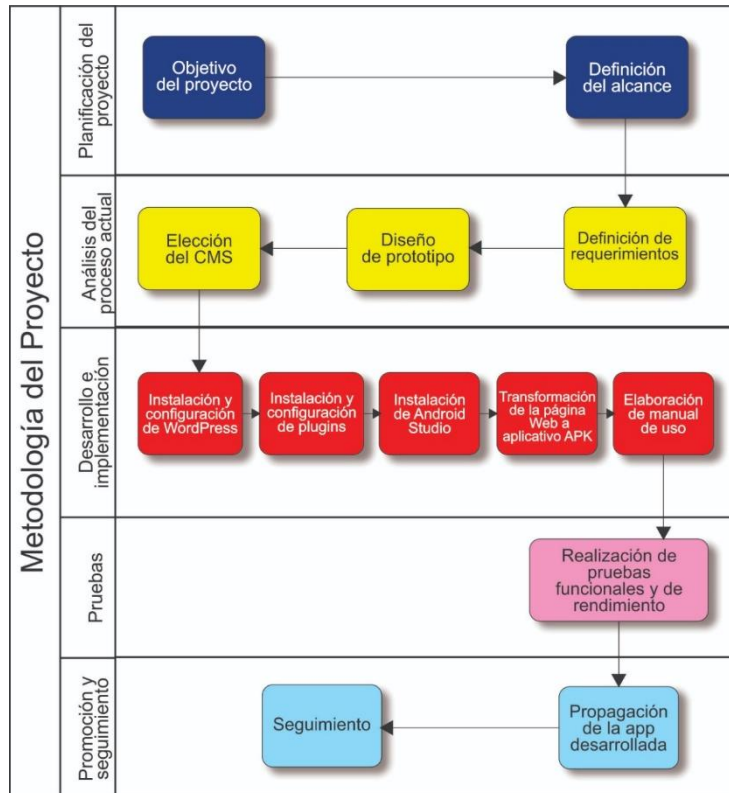 Metodología del Proyecto
Planificación del
proyecto
Objetivo
del proyecto
Definición
del alcance
Análisis del
proceso actual
Elección
del CMS
Diseño
de prototipo
Definición de
requerimientos
Desarrollo e
implementación
Instalación y
configuración
de WordPress
Instalación y
configuración
de plugins
Instalación
de Android
Studio
Transformación
de la página
Web a
aplicativo APK
Elaboración
de manual
de uso
Pruebas
Realización de
pruebas
funcionales y de
rendimiento
Promoción y
seguimiento
Seguimiento
Propagación
de la app
desarrollada